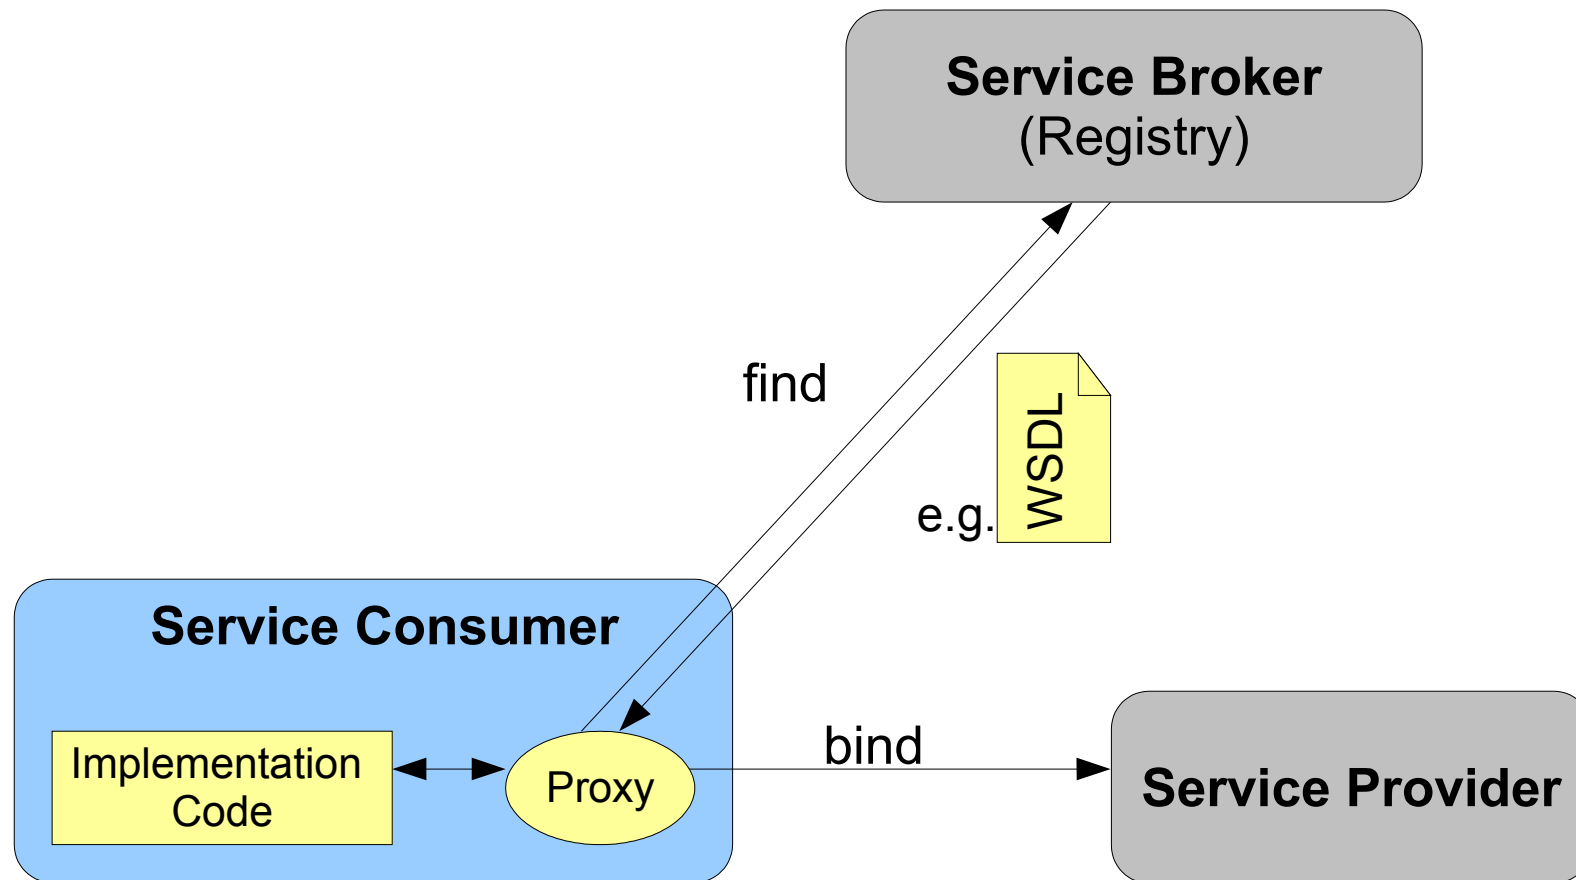 Service Broker
(Registry)
find
WSDL
e.g.
Service Consumer
Implementation
Code
Proxy
bind
Service Provider